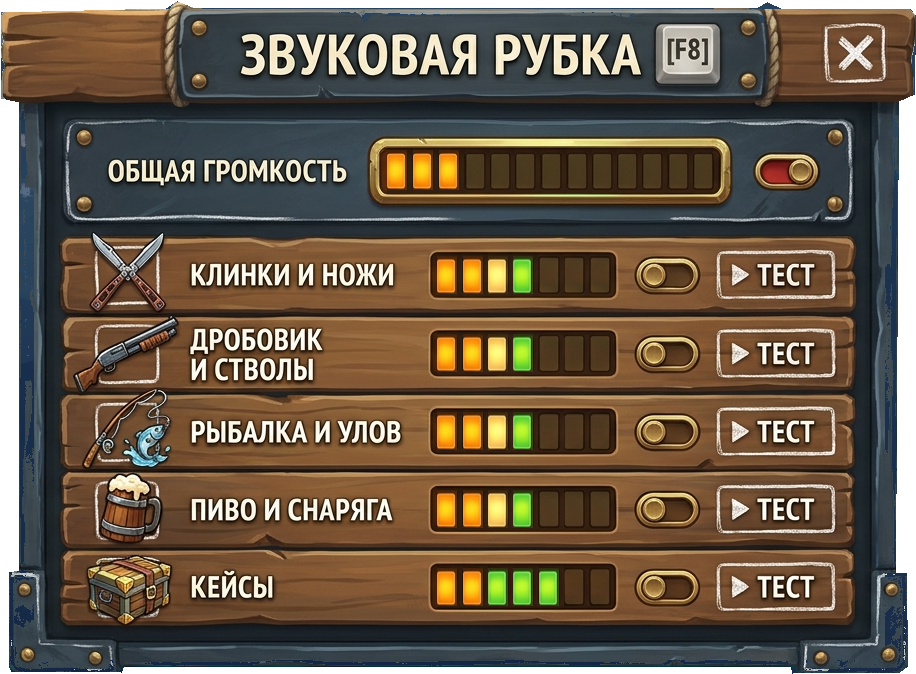 ЗВУКОВАЯ РУБКА [F8]
ОБЩАЯ ГРОМКОСТЬ
КЛИНКИ И НОЖИ ТЕСТ
ДРОБОВИК
И СТВОЛЫ ТЕСТ
РЫБАЛКА И УЛОВ ТЕСТ
ПИВО И СНАРЯГА ТЕСТ
КЕЙСЫ ТЕСТ